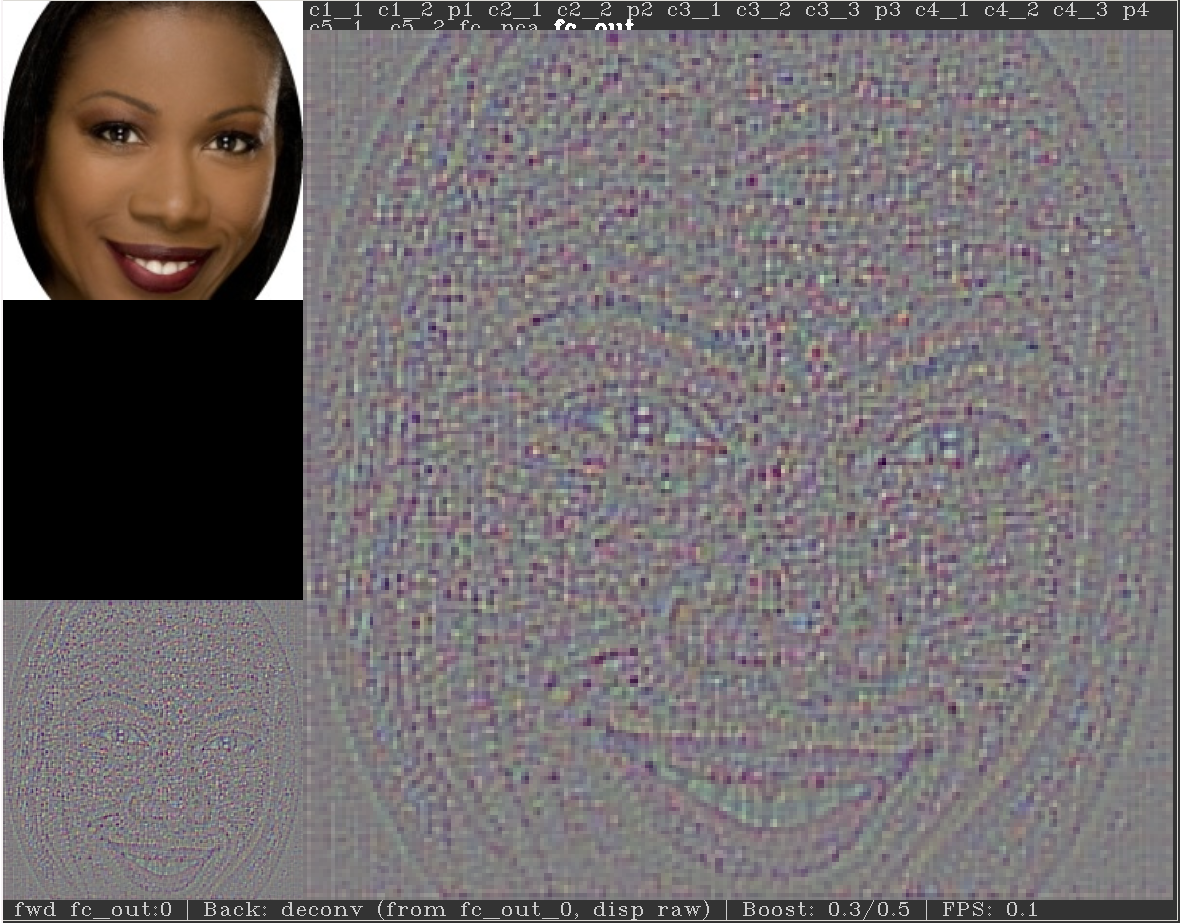 c1_1 c1_2 p1 c2_1 c2_2 p2 c3_1 c3_2 c3_3 p3 c4_1 c4_2 c4_3 p4
c5_1 c5_2 fc_pca fc_out
fwd fc_out:0 | Back: deconv (from fc_out_0, disp raw) | Boost: 0.3/0.5 | FPS: 0.1